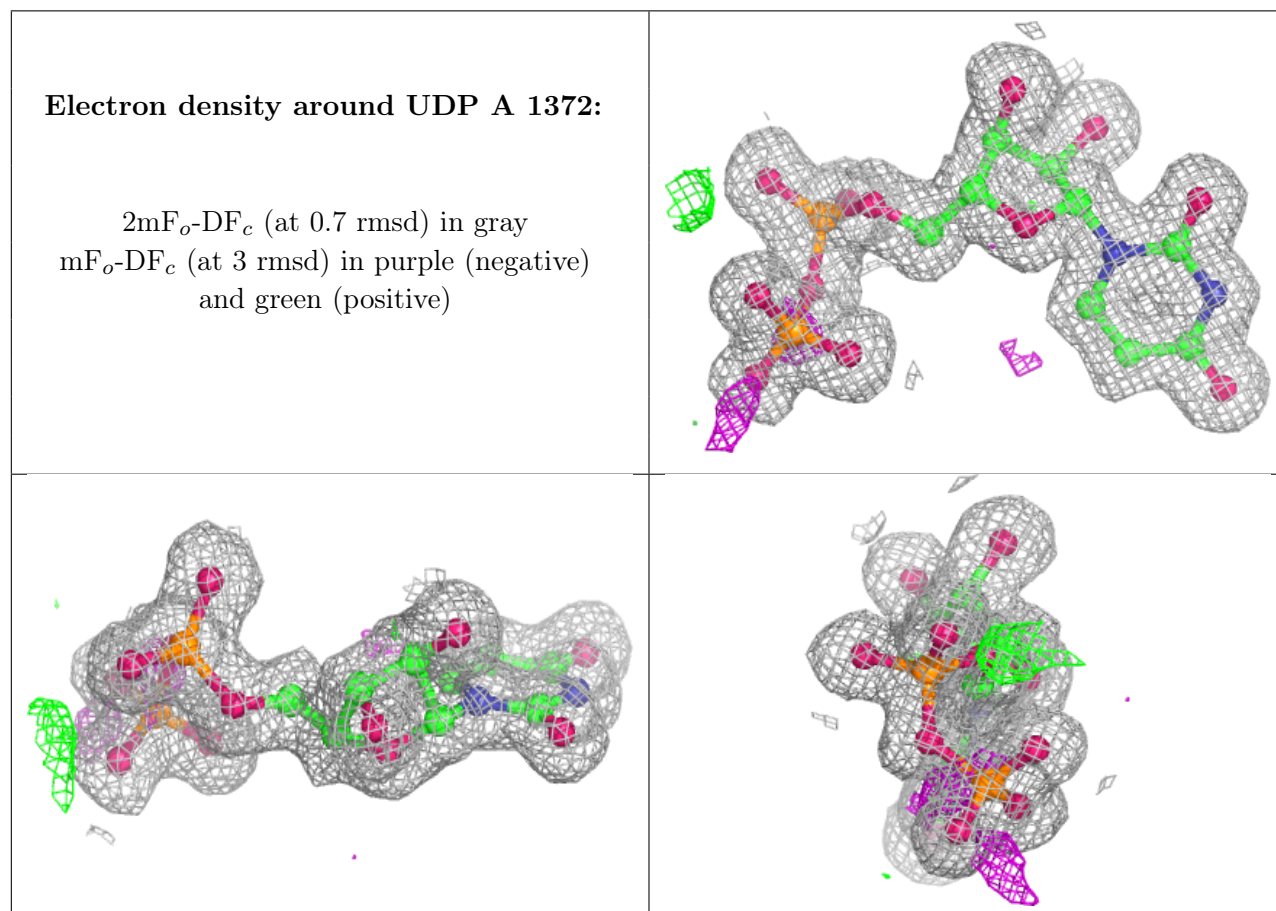 Electron density around UDP A 1372:
2mFo-DFc (at 0.7 rmsd) in gray
mFo-DFc (at 3 rmsd) in purple (negative)
and green (positive)